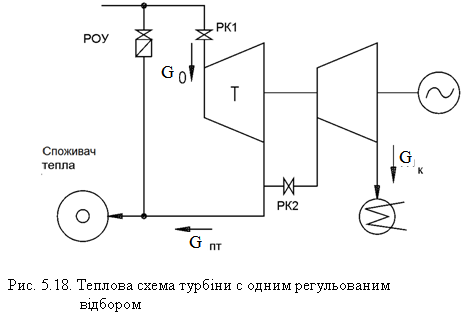 РОУ
РК1
G 0
Т
Споживач
тепла
G к
РК2
G пт
Рис. 5.18. Теплова схема турбіни с одним регульованим
відбором